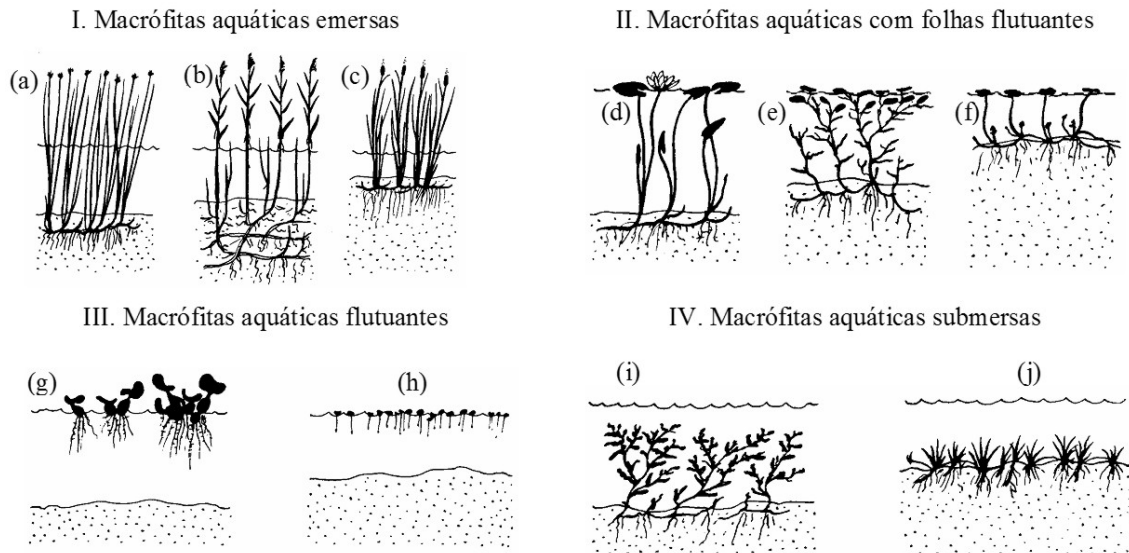 I. Macrófitas aquáticas emersas
(a)
(b)
(c)
II. Macrófitas aquáticas com folhas flutuantes
(d)
(e)
(f)
III. Macrófitas aquáticas flutuantes
(g)
(h)
IV. Macrófitas aquáticas submersas
(i)
(j)